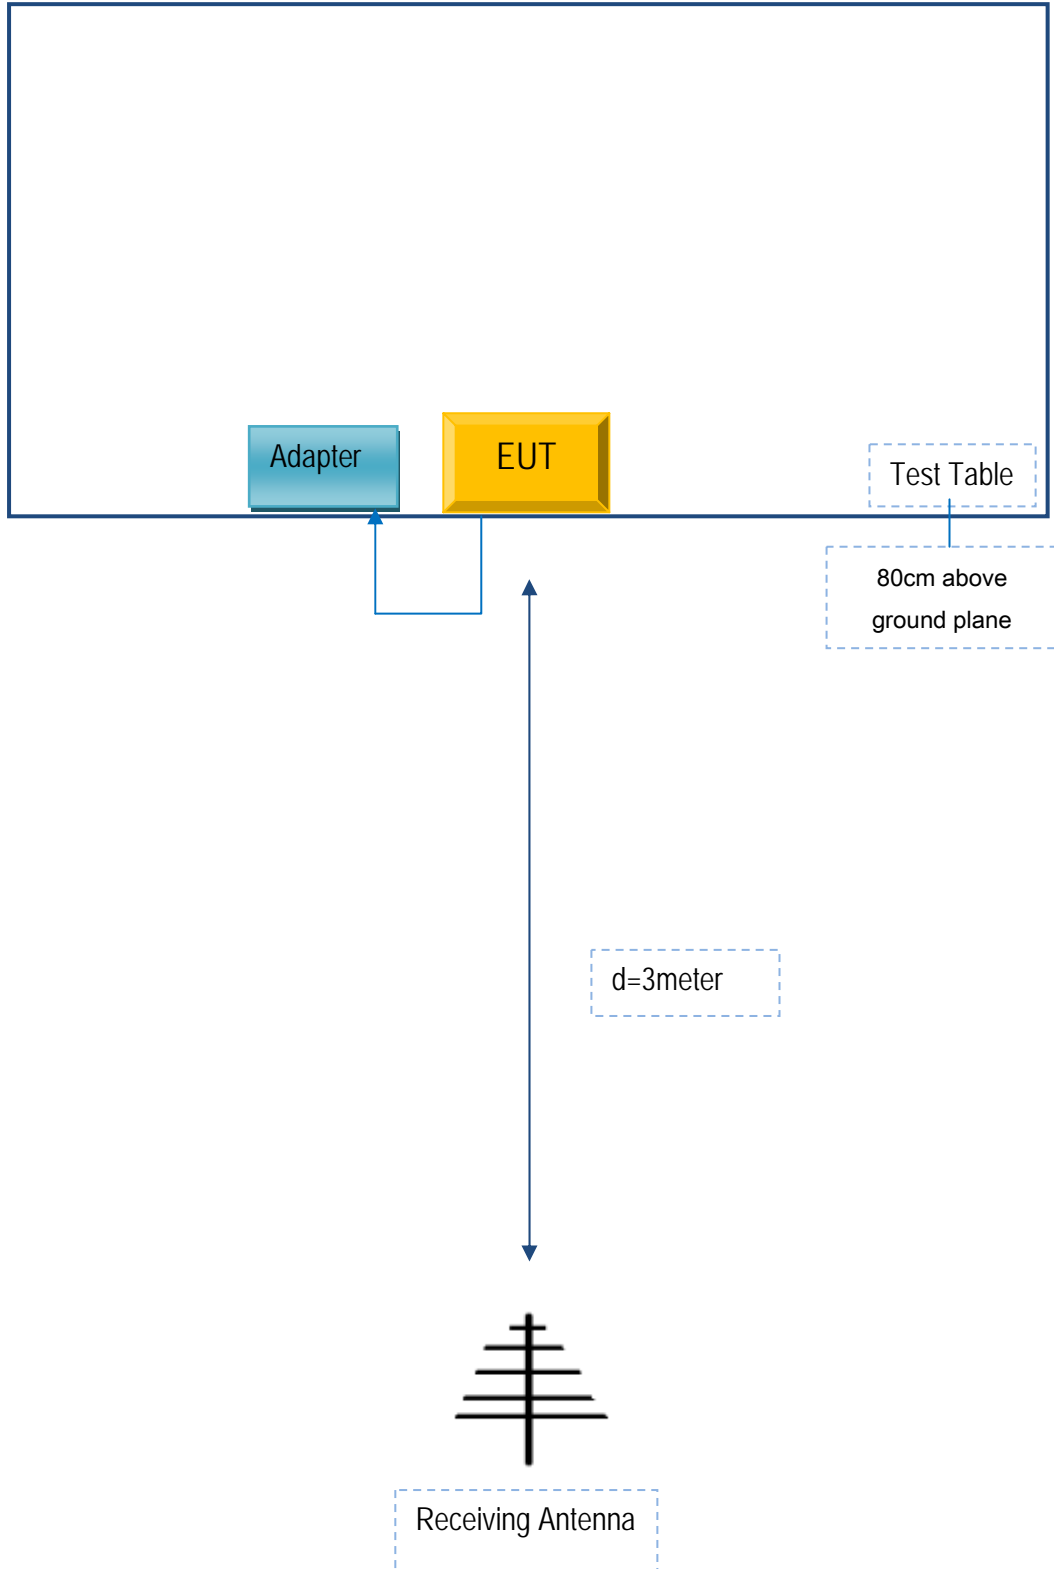 Adapter
EUT
Test Table
80cm above
ground plane
d=3meter
Receiving Antenna